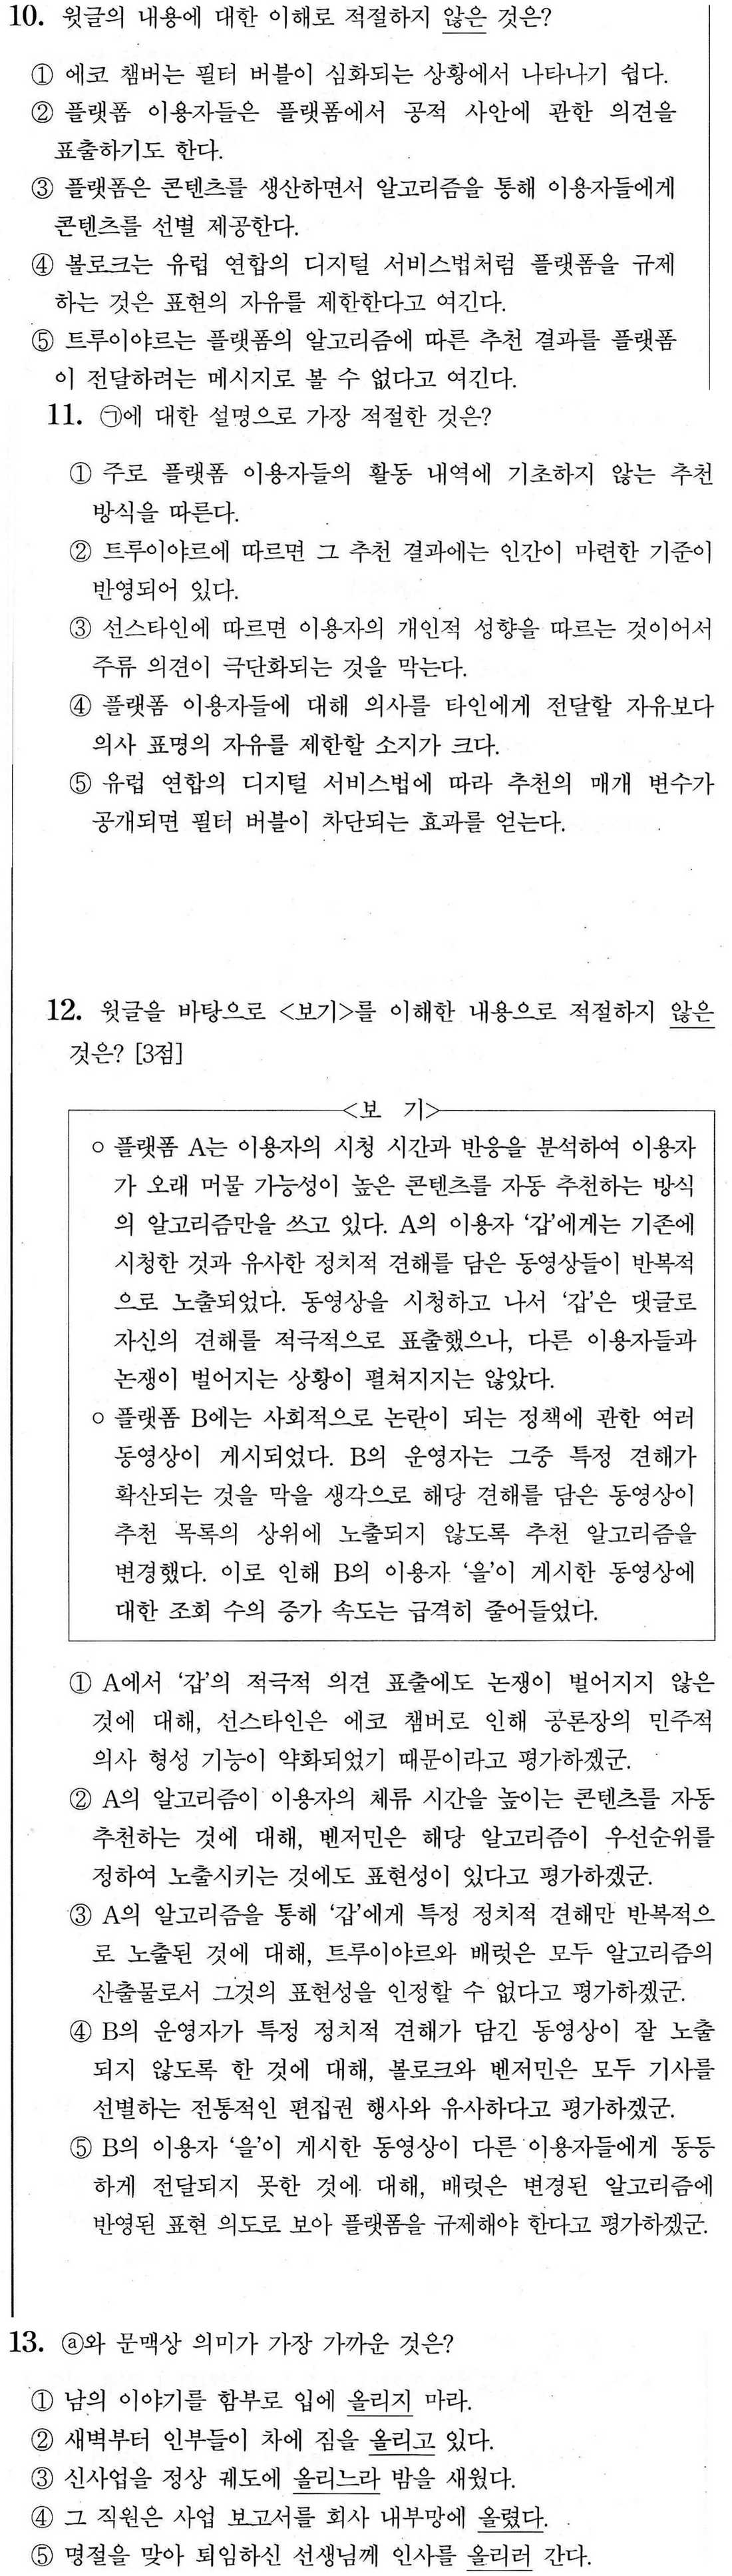 10. 윗글의 내용에 대한 이해로 적절하지 않은 것은?
① 에코 챔버는 필터 버블이 심화되는 상황에서 나타나기 쉽다.
② 플랫폼 이용자들은 플랫폼에서 공적 사안에 관한 의견을
표출하기도 한다.
③ 플랫폼은 콘텐츠를 생산하면서 알고리즘을 통해 이용자들에게
콘텐츠를 선별 제공한다.
④ 볼로크는 유럽 연합의 디지털 서비스법처럼 플랫폼을 규제
하는 것은 표현의 자유를 제한한다고 여긴다.
⑤ 트루이야르는 플랫폼의 알고리즘에 따른 추천 결과를 플랫폼
이 전달하려는 메시지로 볼 수 없다고 여긴다.
11. ㉠에 대한 설명으로 가장 적절한 것은?
① 주로 플랫폼 이용자들의 활동 내역에 기초하지 않는 추천
방식을 따른다.
② 트루이야르에 따르면 그 추천 결과에는 인간이 마련한 기준이
반영되어 있다.
③ 선스타인에 따르면 이용자의 개인적 성향을 따르는 것이어서
주류 의견이 극단화되는 것을 막는다.
④ 플랫폼 이용자들에 대해 의사를 타인에게 전달할 자유보다
의사 표명의 자유를 제한할 소지가 크다.
⑤ 유럽 연합의 디지털 서비스법에 따라 추천의 매개 변수가
공개되면 필터 버블이 차단되는 효과를 얻는다.
12. 윗글을 바탕으로 <보기>를 이해한 내용으로 적절하지 않은
것은? [3점]
<보 기>
○ 플랫폼 A는 이용자의 시청 시간과 반응을 분석하여 이용자
가 오래 머물 가능성이 높은 콘텐츠를 자동 추천하는 방식
의 알고리즘만을 쓰고 있다. A의 이용자 ‘갑’에게는 기존에
시청한 것과 유사한 정치적 견해를 담은 동영상들이 반복적
으로 노출되었다. 동영상을 시청하고 나서 ‘갑’은 댓글로
자신의 견해를 적극적으로 표출했으나, 다른 이용자들과
논쟁이 벌어지는 상황이 펼쳐지지는 않았다.
○ 플랫폼 B에는 사회적으로 논란이 되는 정책에 관한 여러
동영상이 게시되었다. B의 운영자는 그중 특정 견해가
확산되는 것을 막을 생각으로 해당 견해를 담은 동영상이
추천 목록의 상위에 노출되지 않도록 추천 알고리즘을
변경했다. 이로 인해 B의 이용자 ‘을’이 게시한 동영상에
대한 조회 수의 증가 속도는 급격히 줄어들었다.
① A에서 ‘갑’의 적극적 의견 표출에도 논쟁이 벌어지지 않은
것에 대해, 선스타인은 에코 챔버로 인해 공론장의 민주적
의사 형성 기능이 약화되었기 때문이라고 평가하겠군.
② A의 알고리즘이 이용자의 체류 시간을 높이는 콘텐츠를 자동
추천하는 것에 대해, 벤저민은 해당 알고리즘이 우선순위를
정하여 노출시키는 것에도 표현성이 있다고 평가하겠군.
③ A의 알고리즘을 통해 ‘갑’에게 특정 정치적 견해만 반복적으
로 노출된 것에 대해, 트루이야르와 배럿은 모두 알고리즘의
산출물로서 그것의 표현성을 인정할 수 없다고 평가하겠군.
④ B의 운영자가 특정 정치적 견해가 담긴 동영상이 잘 노출
되지 않도록 한 것에 대해, 볼로크와 벤저민은 모두 기사를
선별하는 전통적인 편집권 행사와 유사하다고 평가하겠군.
⑤ B의 이용자 ‘을’이 게시한 동영상이 다른 이용자들에게 동등
하게 전달되지 못한 것에 대해, 배럿은 변경된 알고리즘에
반영된 표현 의도로 보아 플랫폼을 규제해야 한다고 평가하겠군.
13. ⓐ와 문맥상 의미가 가장 가까운 것은?
① 남의 이야기를 함부로 입에 올리지 마라.
② 새벽부터 인부들이 차에 짐을 올리고 있다.
③ 신사업을 정상 궤도에 올리느라 밤을 새웠다.
④ 그 직원은 사업 보고서를 회사 내부망에 올렸다.
⑤ 명절을 맞아 퇴임하신 선생님께 인사를 올리러 간다.